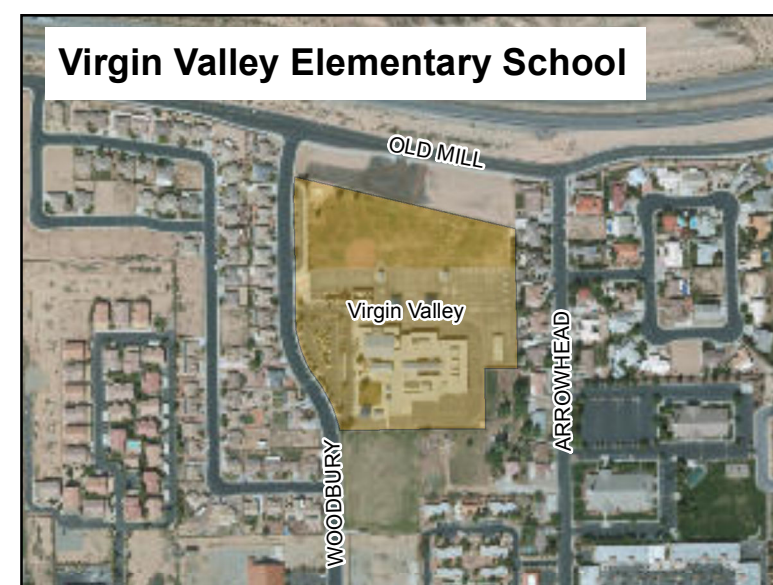 Virgin Valley Elementary School
OLD MILL
Virgin Valley
ARROWHEAD
WOODBURY